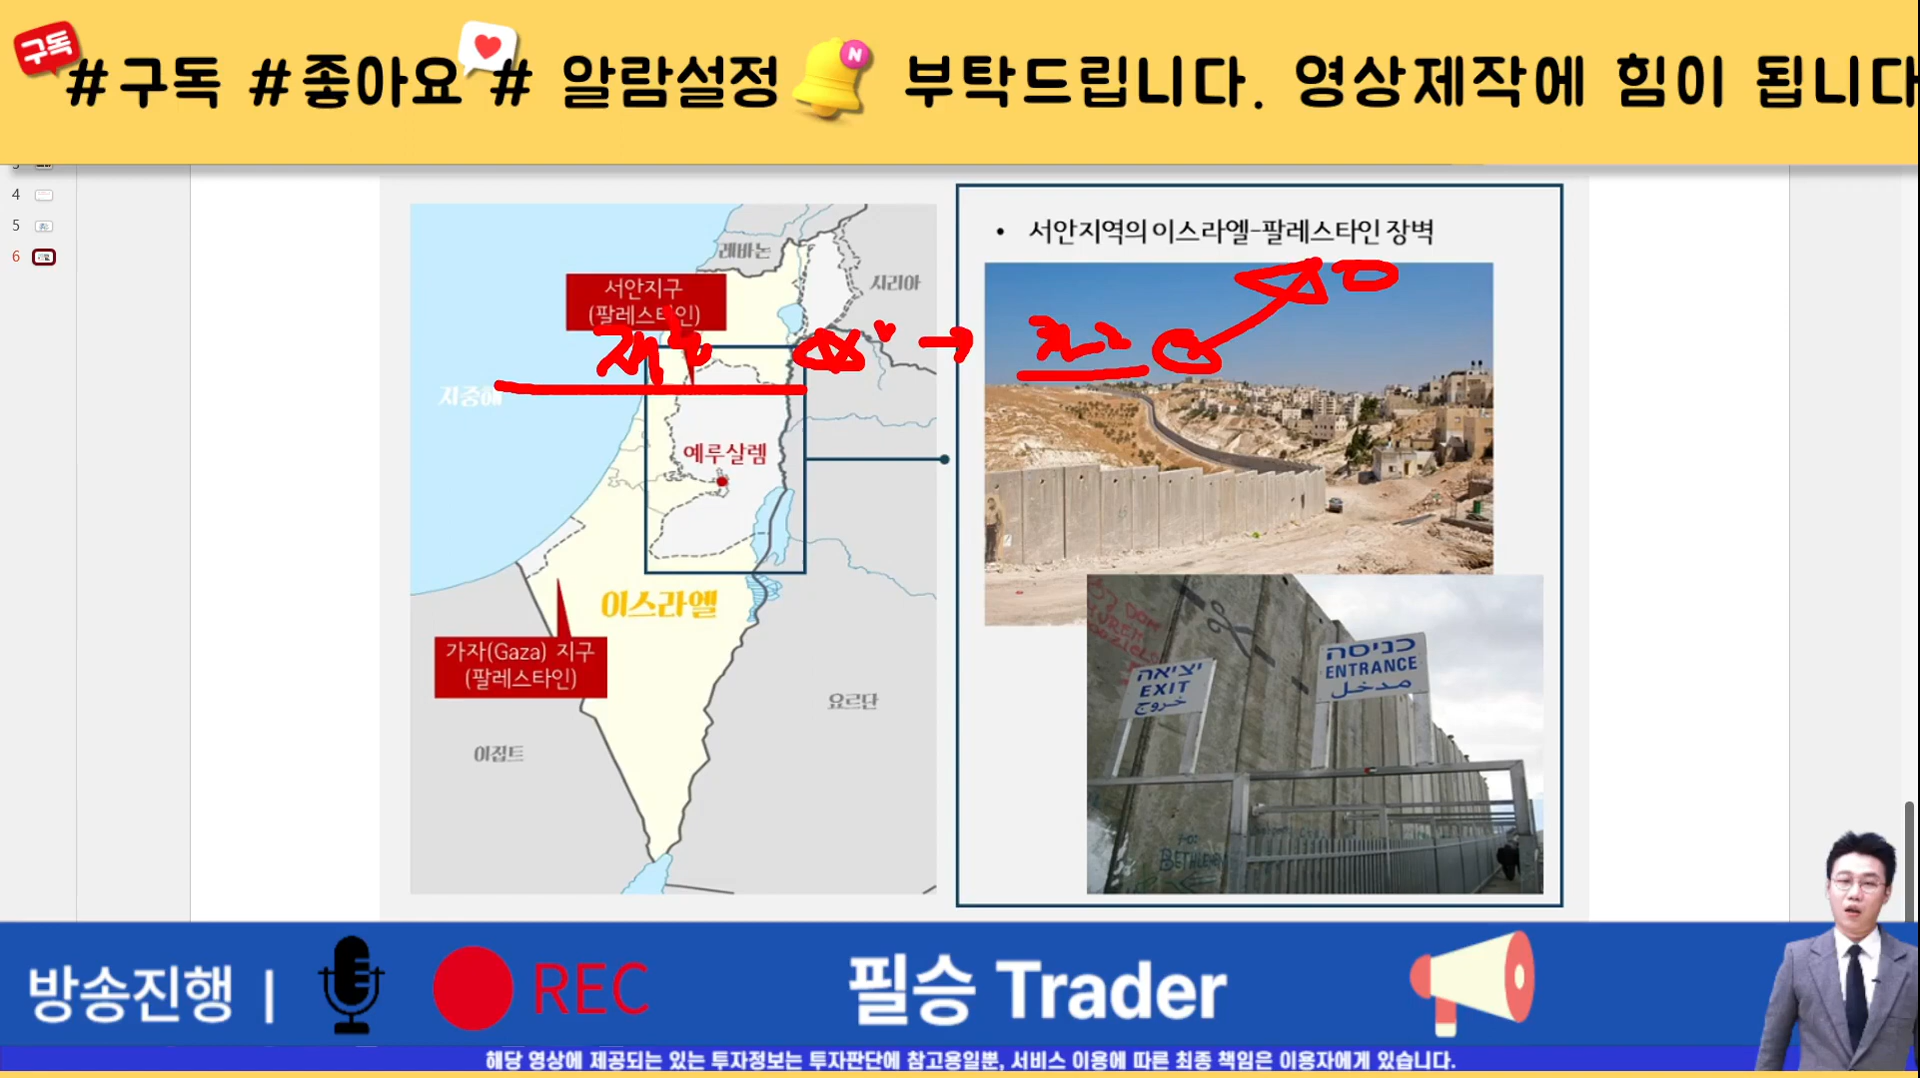 구독
#구독 #좋아요 # 알람설정 N 부탁드립니다. 영상제작에 힘이 됩니다
4
5
6
레바논
시리아
서안지구
(팔레스타인)
지중해
예루살렘
이스라엘
가자(Gaza) 지구
(팔레스타인)
요르단
이집트
• 서안지역의 이스라엘-팔레스타인 장벽
יציאה
EXIT
خروج
כניסה
ENTRANCE
مدخل
TO:
BETHLEHEM
방송진행 |
REC
필승 Trader
해당 영상에 제공되는 있는 투자정보는 투자판단에 참고용일뿐, 서비스 이용에 따른 최종 책임은 이용자에게 있습니다.